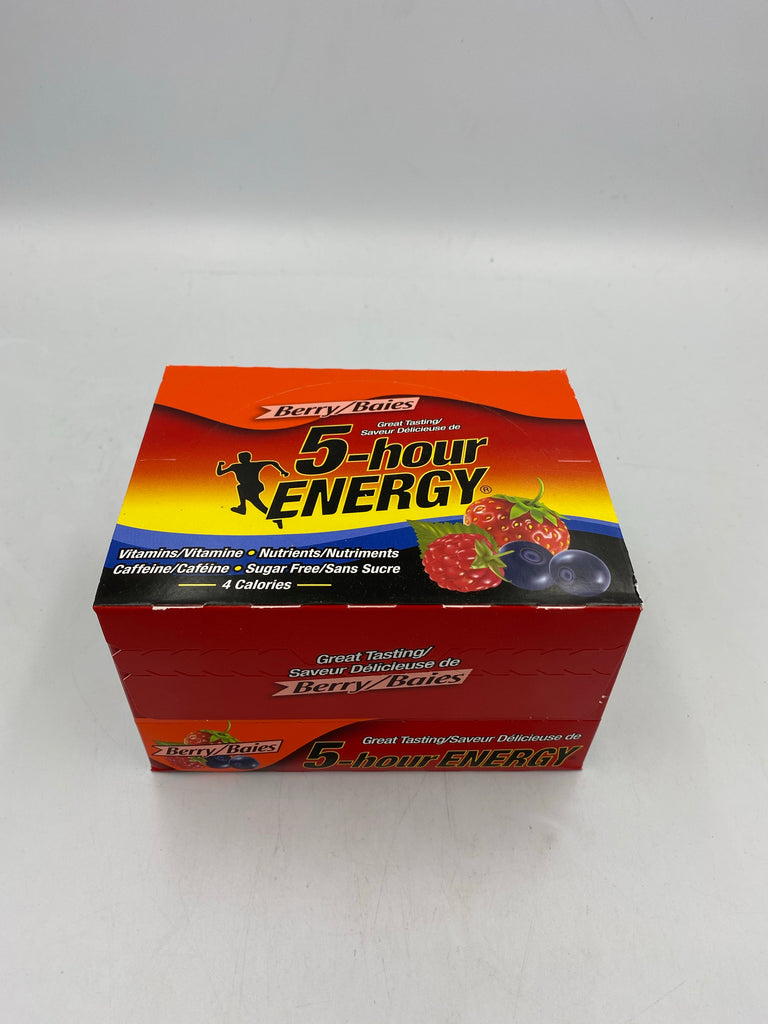 Berry/Baies
Great Tasting/
Saveur Délicieuse de
5-hour
ENERGY®
Vitamins/Vitamine • Nutrients/Nutriments
Caffeine/Caféine • Sugar Free/Sans Sucre
4 Calories
Great Tasting/
Saveur Délicieuse de
Berry/Baies
Berry/Baies
Great Tasting/Saveur Délicieuse de
5-hour ENERGY